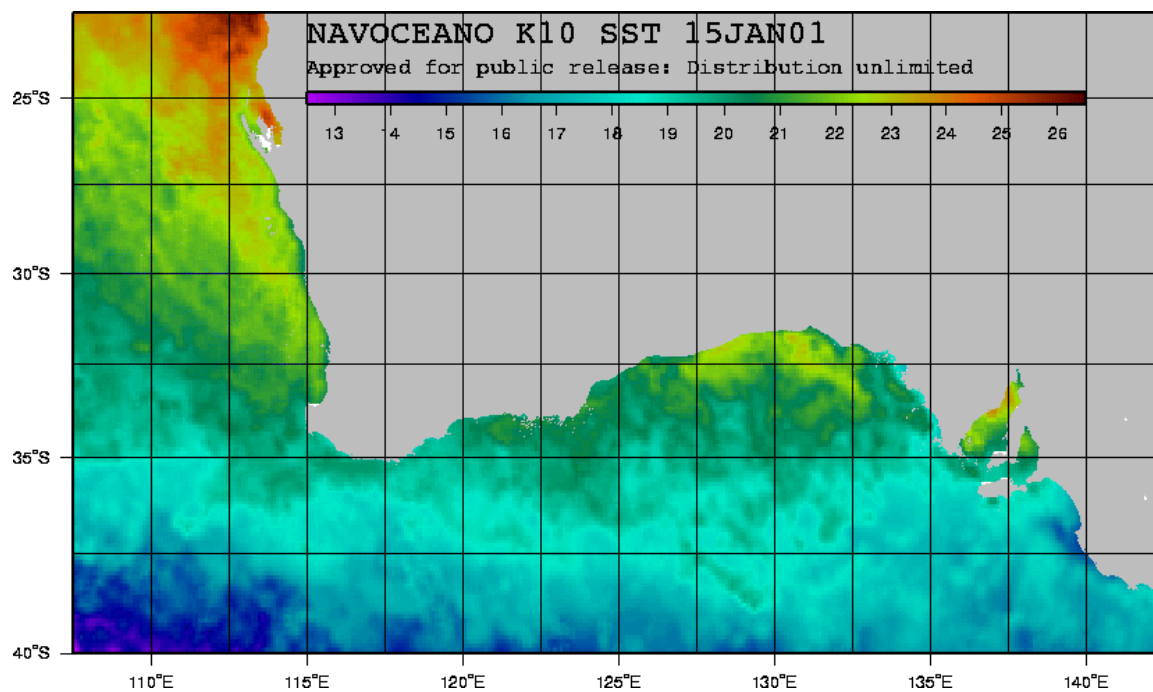 NAVOCEANO K10 SST 15JAN01
Approved for public release: Distribution unlimited
13 14 15 16 17 18 19 20 21 22 23 24 25 26
25°S
30°S
35°S
40°S
110°E 115°E 120°E 125°E 130°E 135°E 140°E